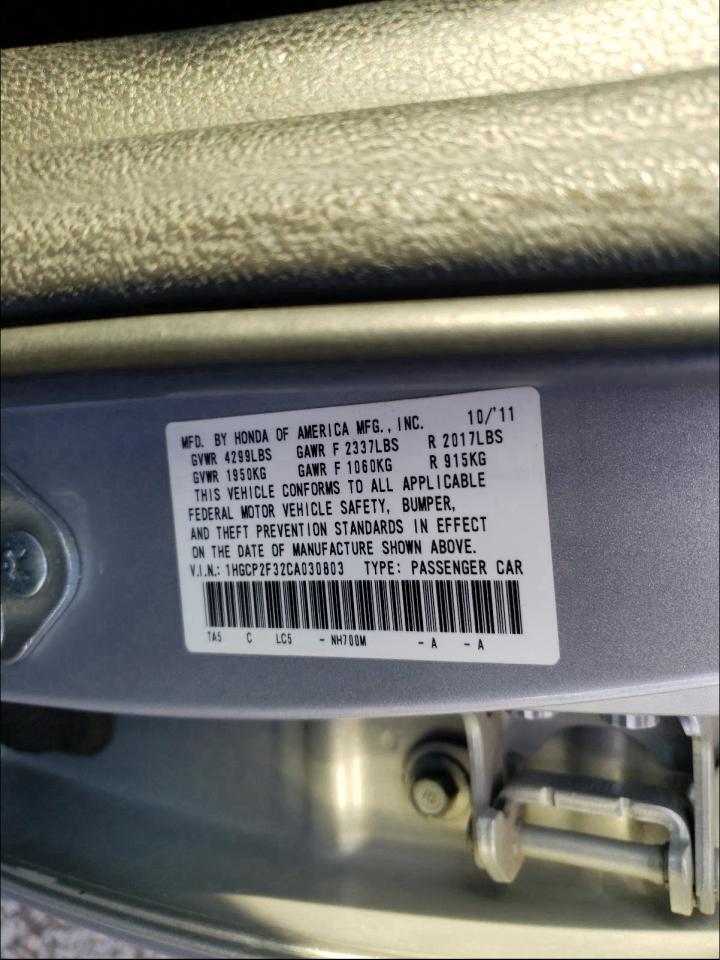 MFD. BY HONDA OF AMERICA MFG., INC. 10/'11
GVWR 4299LBS GAWR F 2337LBS R 2017LBS
GVWR 1950KG GAWR F 1060KG R 915KG
THIS VEHICLE CONFORMS TO ALL APPLICABLE
FEDERAL MOTOR VEHICLE SAFETY, BUMPER,
AND THEFT PREVENTION STANDARDS IN EFFECT
ON THE DATE OF MANUFACTURE SHOWN ABOVE.
V.I.N.: 1HGCP2F32CA030803 TYPE: PASSENGER CAR
TA5 C LC5 - NH700M - A - A